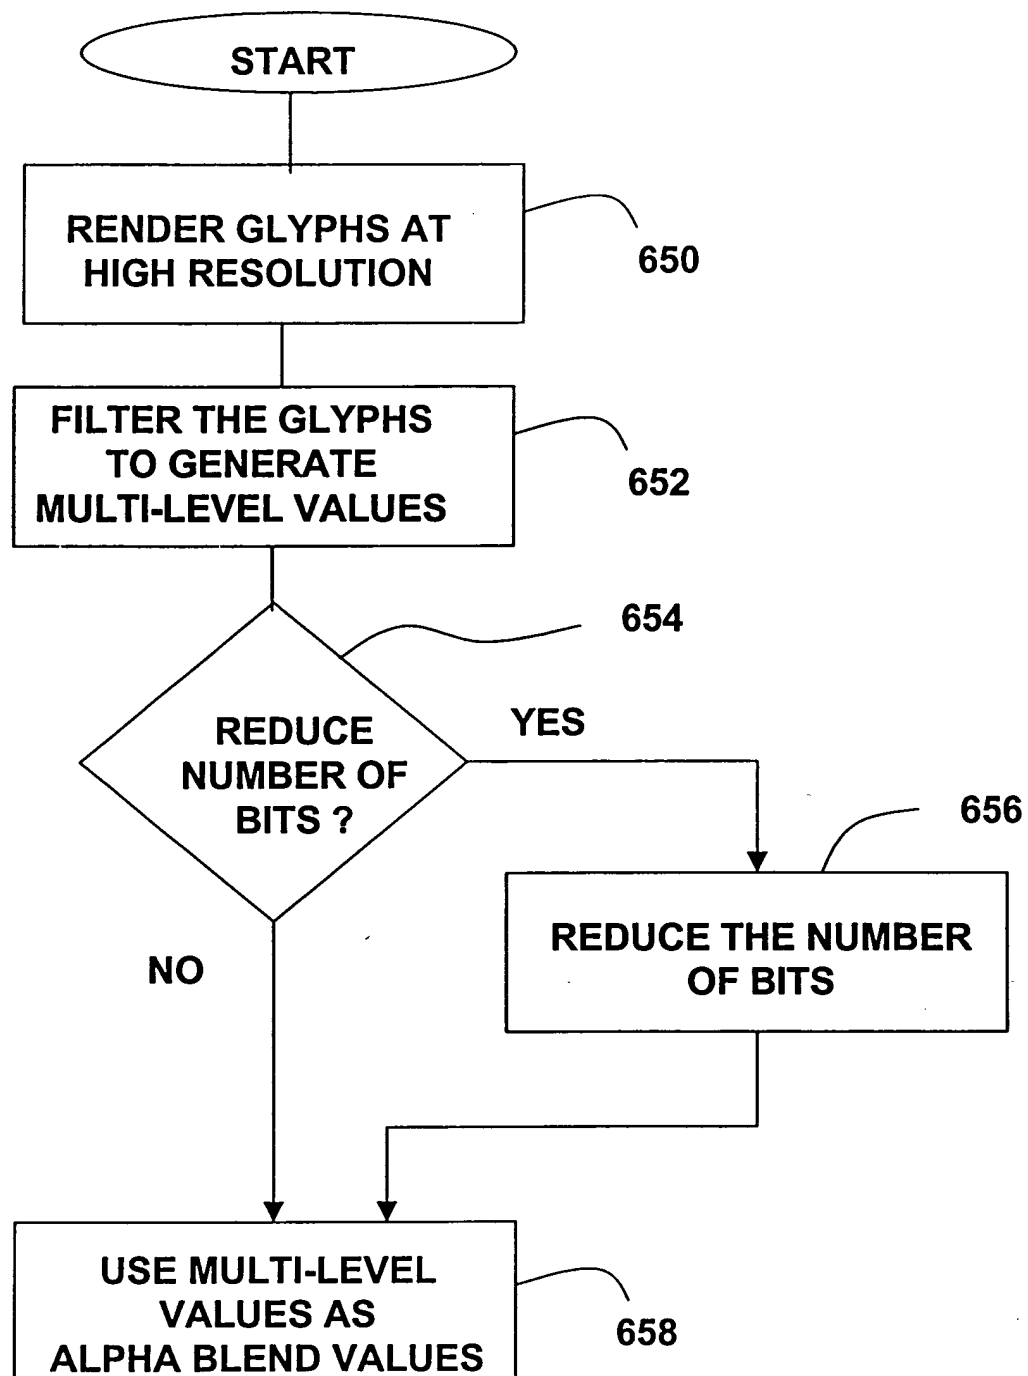 START
RENDER GLYPHS AT
HIGH RESOLUTION
650
FILTER THE GLYPHS
TO GENERATE
MULTI-LEVEL VALUES
652
654
REDUCE
NUMBER OF
BITS ?
YES
656
REDUCE THE NUMBER
OF BITS
NO
USE MULTI-LEVEL
VALUES AS
ALPHA BLEND VALUES
658